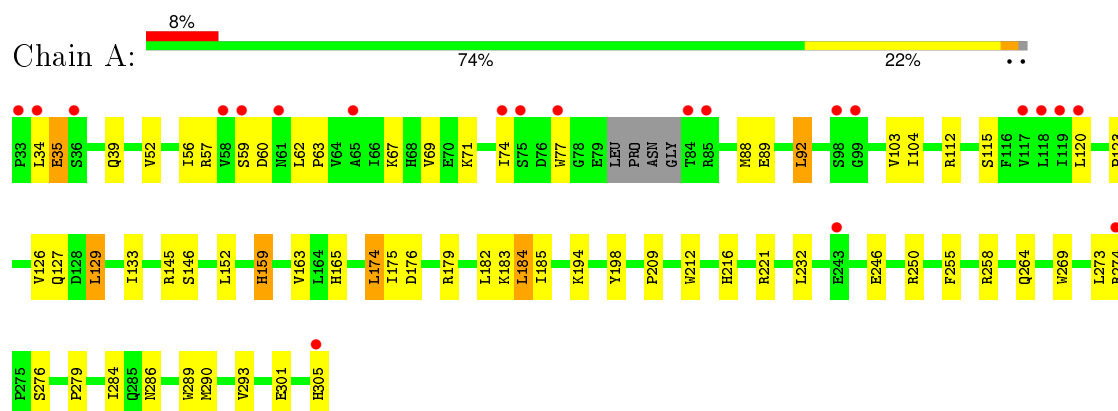 8%
Chain A:
74% 22% • •
P33 L34 E35 S36 Q39 V52 I56 R57 V58 S59 D60 N61 L62 P63 V64 A65 I66 K67 H68 V69 E70 K71 I74 S75 D76 W77 G78 E79 LEU PRO ASN GLY T84 R85 M88 E89 L92 S98 G99 V103 I104 R112 S115 F116 V117 L118 I119 L120
V126 Q127 D128 L129 I133 R145 S146 L152 H159 V163 L164 H165 L174 I175 D176 R179 L182 K183 L184 I185 K194 Y198 P209 W212 H216 R221 L232 E243 E246 R250 F255 R258 Q264 W269 L273
P275 S276 P279 I284 Q285 N286 W289 M290 V293 E301 H305